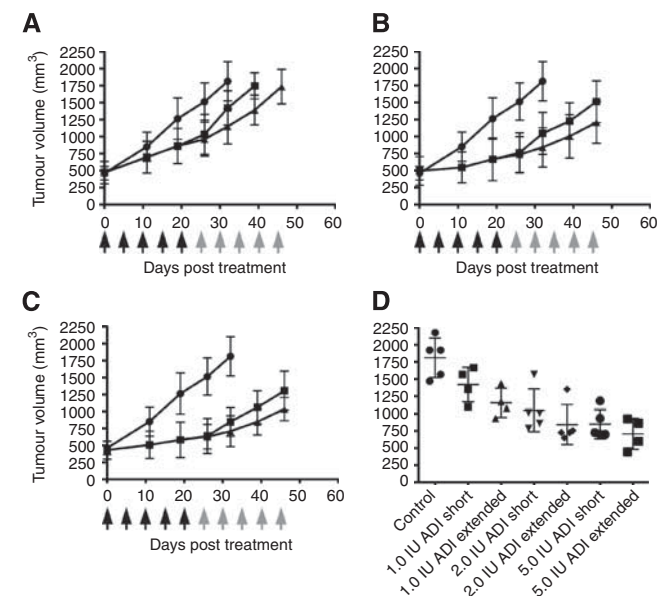 A
Tumour volume (mm3)
2250
2000
1750
1500
1250
1000
750
500
250
0
0 10 20 30 40 50 60
Days post treatment
B
2250
2000
1750
1500
1250
1000
750
500
250
0
0 10 20 30 40 50 60
Days post treatment
C
Tumour volume (mm3)
2250
2000
1750
1500
1250
1000
750
500
250
0
0 10 20 30 40 50 60
Days post treatment
D
2250
2000
1750
1500
1250
1000
750
500
250
0
Control
1.0 IU ADI short
1.0 IU ADI extended
2.0 IU ADI short
2.0 IU ADI extended
5.0 IU ADI short
5.0 IU ADI extended